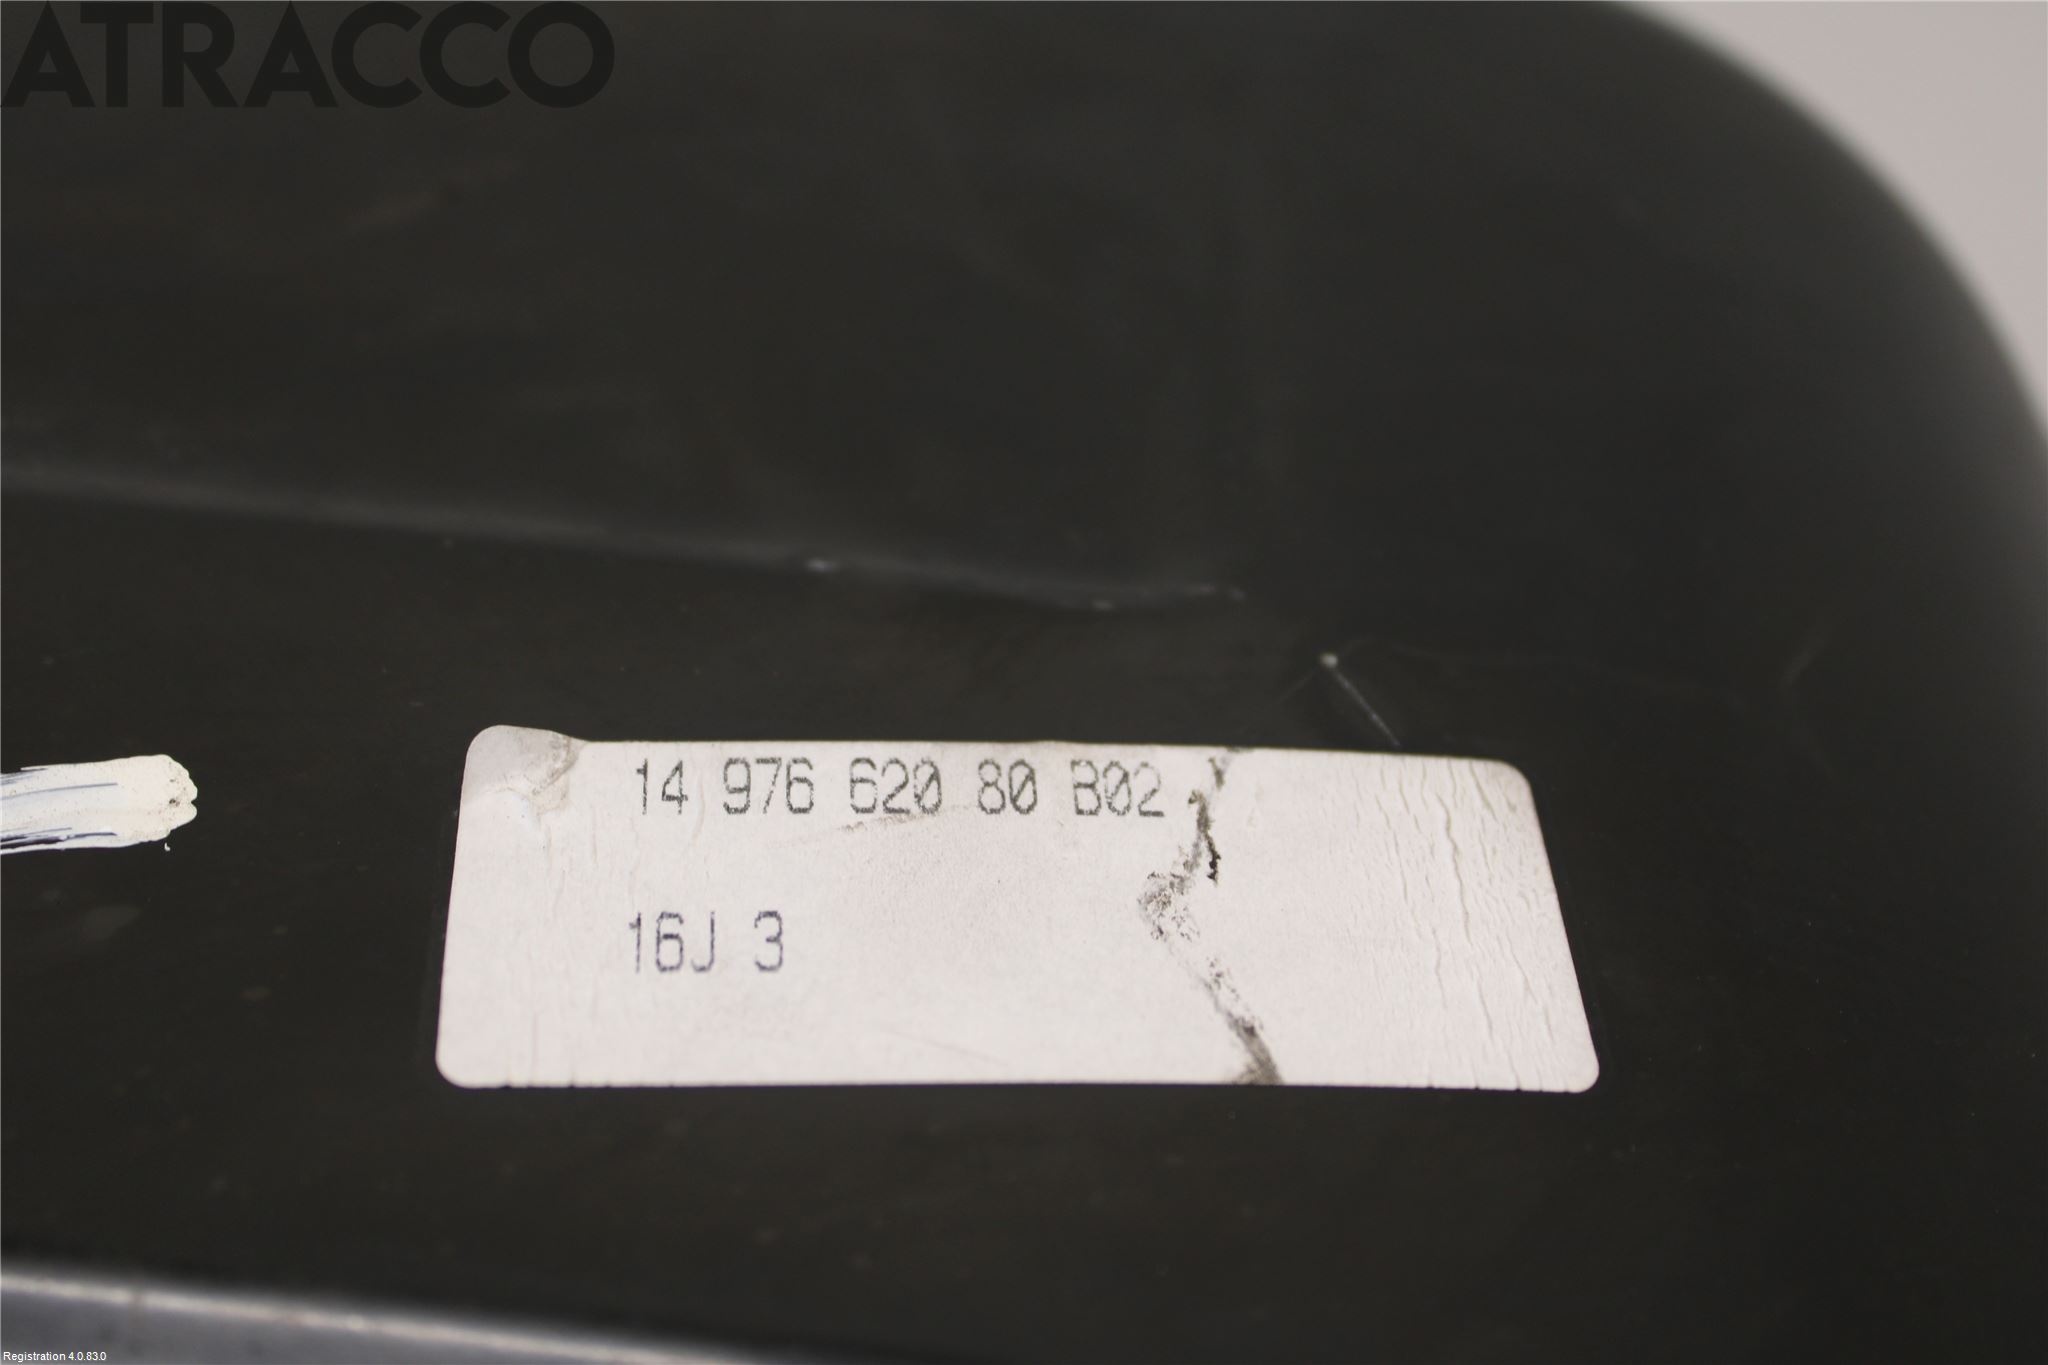 ATRACCO
14 976 620 80 B02
16J 3
Registration 4.0.83.0